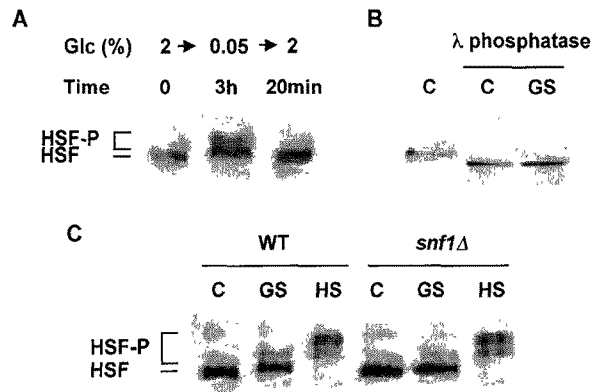 A
Glc (%) 2 → 0.05 → 2
Time 0 3h 20min
HSF-P
HSF
B
λ phosphatase
C C GS
C
WT snf1Δ
C GS HS C GS HS
HSF-P
HSF